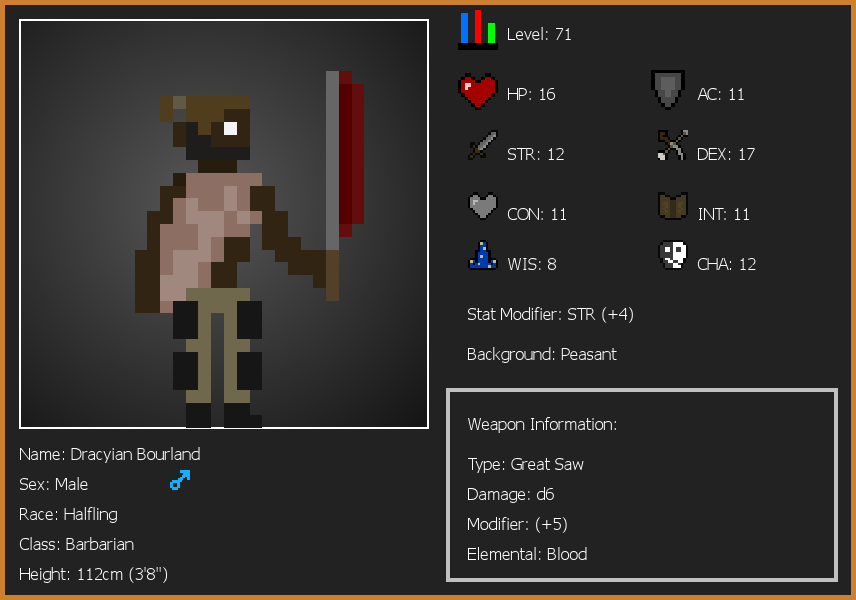 Level: 71
HP: 16
AC: 11
STR: 12
DEX: 17
CON: 11
INT: 11
WIS: 8
CHA: 12
Stat Modifier: STR (+4)
Background: Peasant
Weapon Information:
Type: Great Saw
Damage: d6
Modifier: (+5)
Elemental: Blood
Name: Dracyian Bourland
Sex: Male
Race: Halfling
Class: Barbarian
Height: 112cm (3'8")